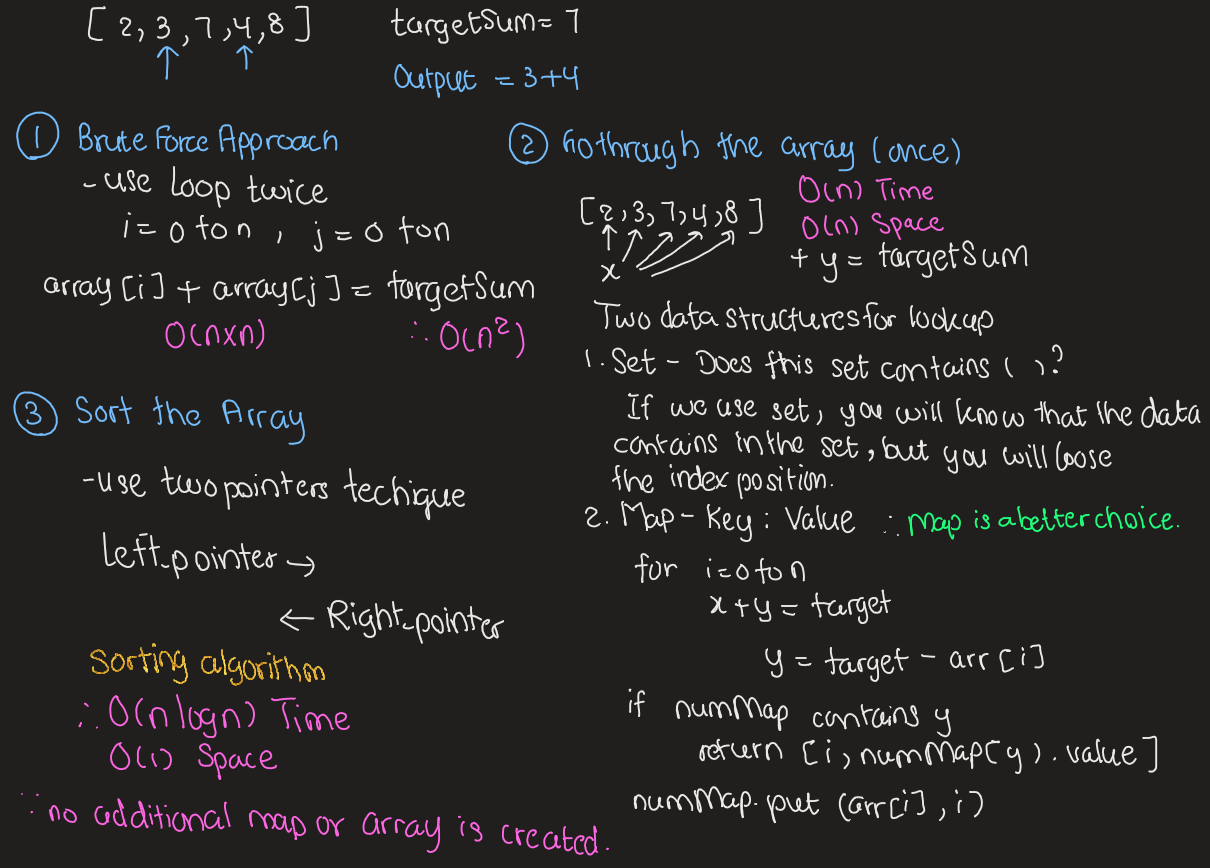 [ 2, 3, 7, 4, 8 ] targetSum = 7
Output = 3+4
① Brute Force Approach
- use Loop twice
i = 0 to n , j = 0 to n
array [i] + array[j] = targetSum
O(n×n) ∴ O(n²)
② Go through the array (once)
O(n) Time
[2, 3, 7, 4, 8 ]
O(n) Space
x + y = targetSum
Two data structures for lookup
1. Set - Does this set contains ( )?
If we use set, you will know that the data
contains in the set, but you will loose
the index position.
2. Map - Key : Value ∴ map is a better choice.
for i=0 to n
x + y = target
y = target - arr [i]
if numMap contains y
return [i, numMap[y). value]
numMap. put (arr[i], i)
③ Sort the Array
- use two pointers techique
Left_pointer →
← Right_pointer
Sorting algorithm
∴ O(n log n) Time
O(1) Space
∵ no additional map or array is created.